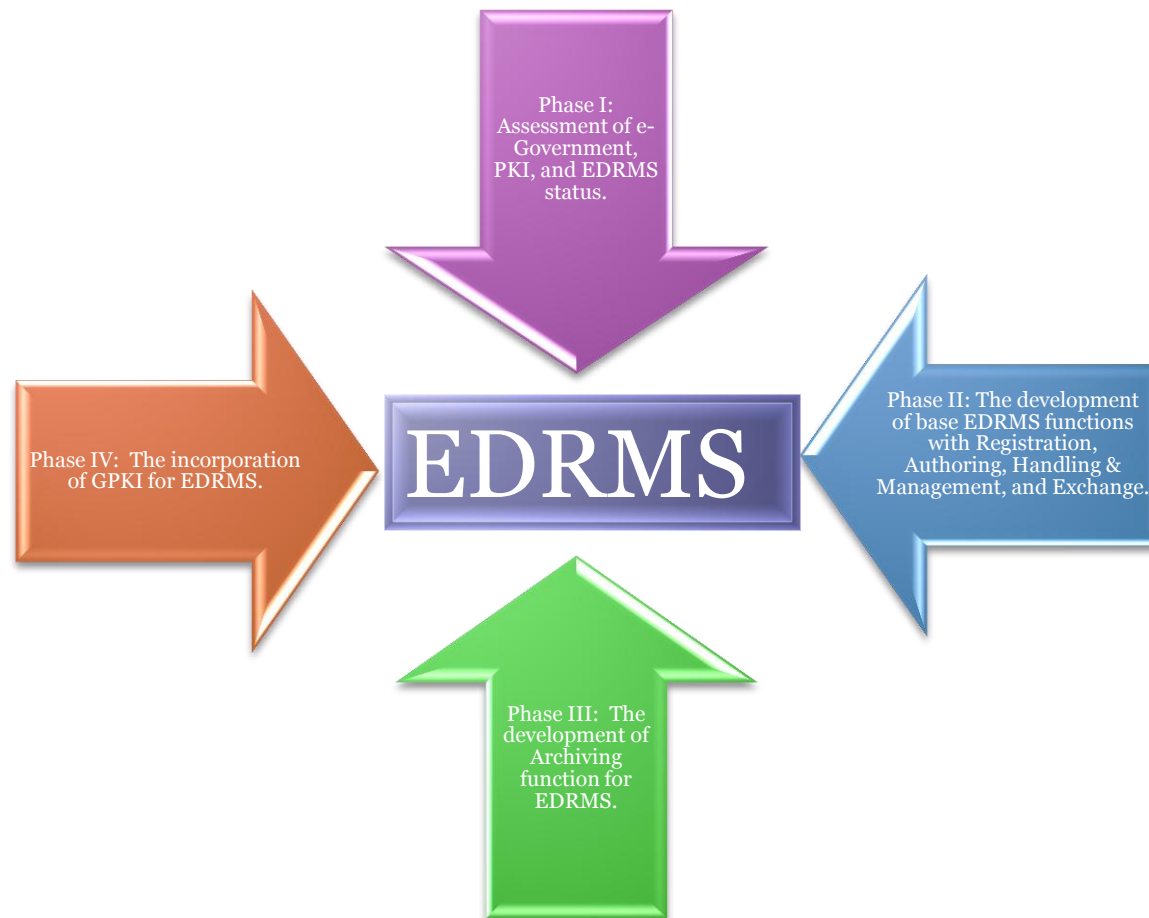 Phase I:
Assessment of e-
Government,
PKI, and EDRMS
status.
EDRMS
Phase II: The development
of base EDRMS functions
with Registration,
Authoring, Handling &
Management, and Exchange.
Phase IV:  The incorporation
of GPKI for EDRMS.
Phase III:  The
development of
Archiving
function for
EDRMS.